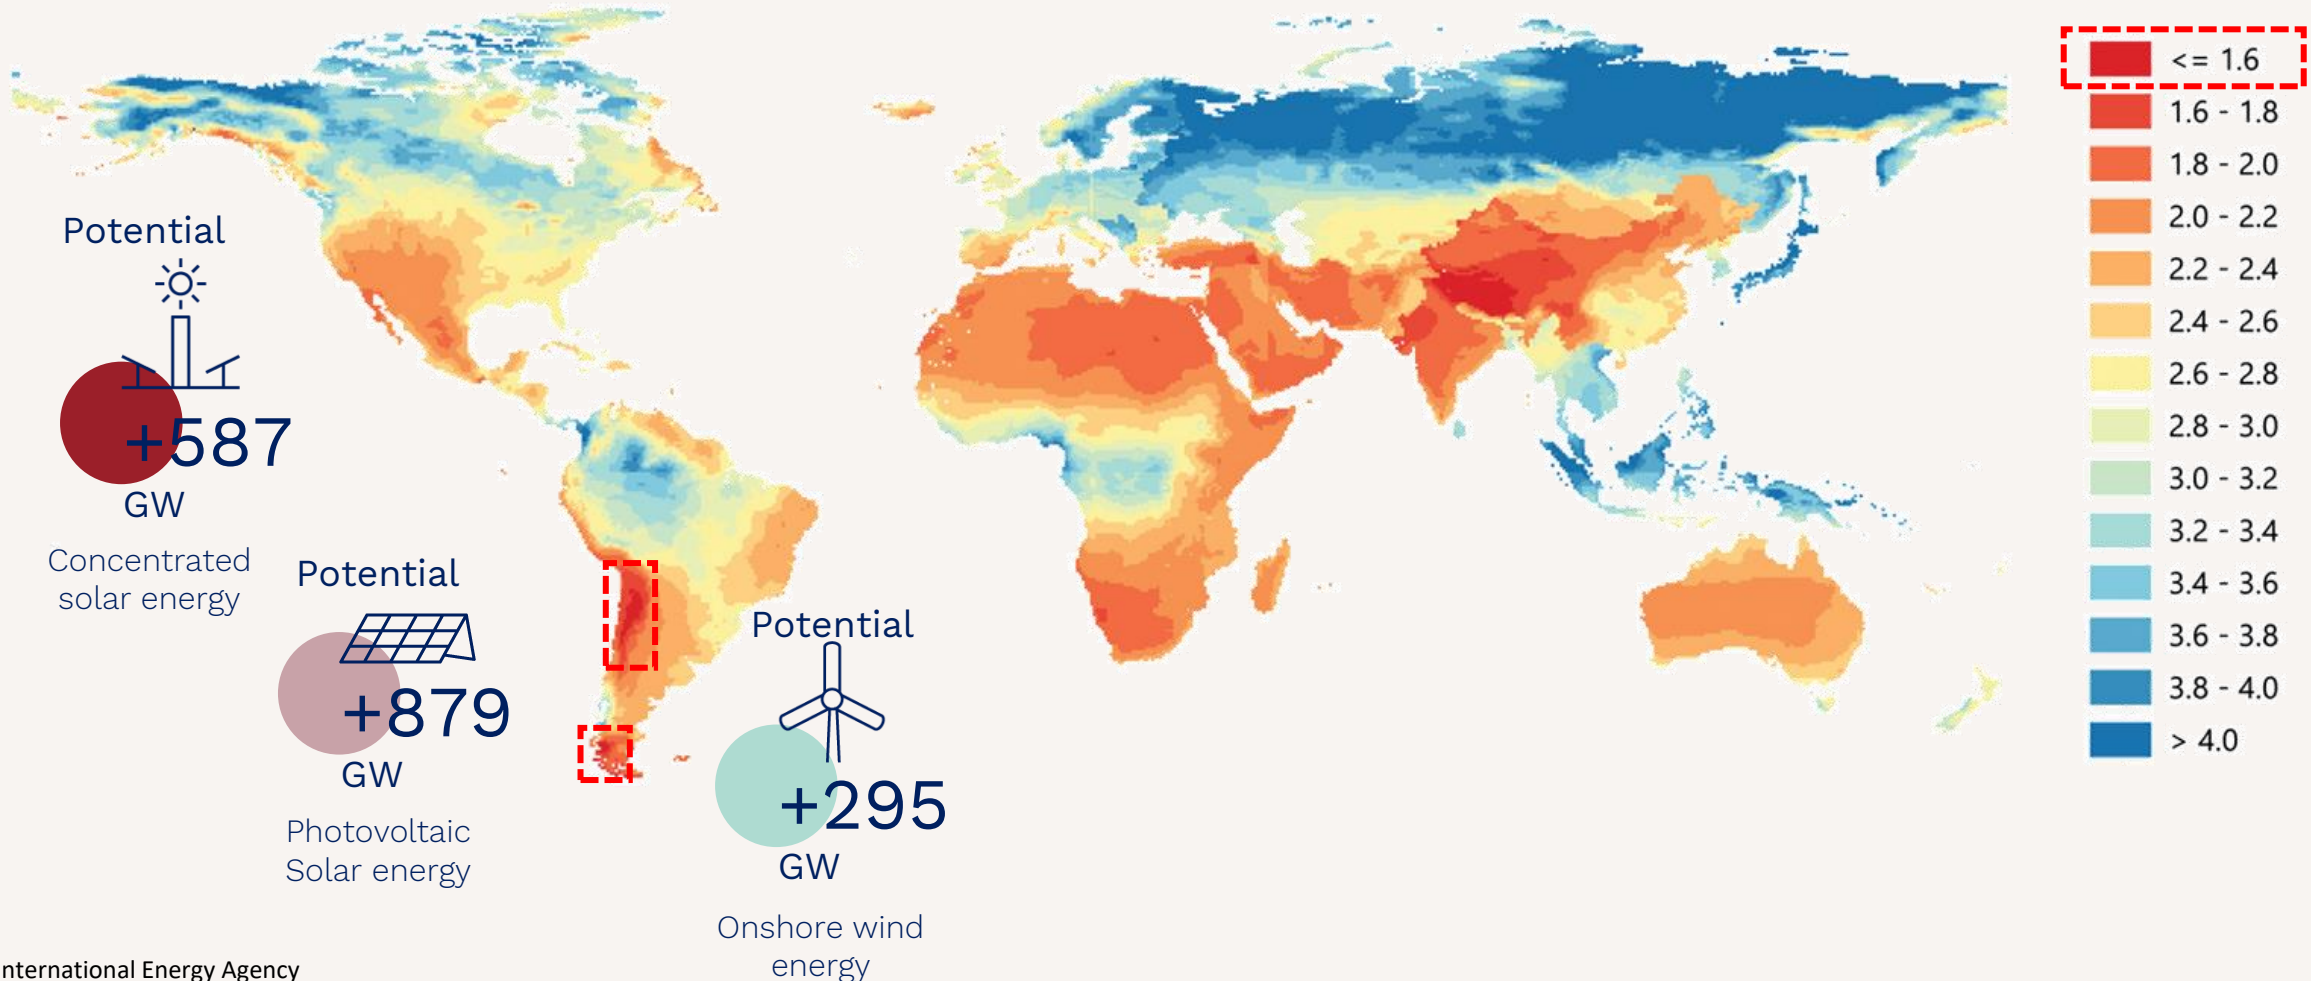 Potential
+587
GW
Concentrated
solar energy
Potential
+879
GW
Photovoltaic
Solar energy
Potential
+295
GW
Onshore wind
energy
<= 1.6
1.6 - 1.8
1.8 - 2.0
2.0 - 2.2
2.2 - 2.4
2.4 - 2.6
2.6 - 2.8
2.8 - 3.0
3.0 - 3.2
3.2 - 3.4
3.4 - 3.6
3.6 - 3.8
3.8 - 4.0
> 4.0
nternational Energy Agency